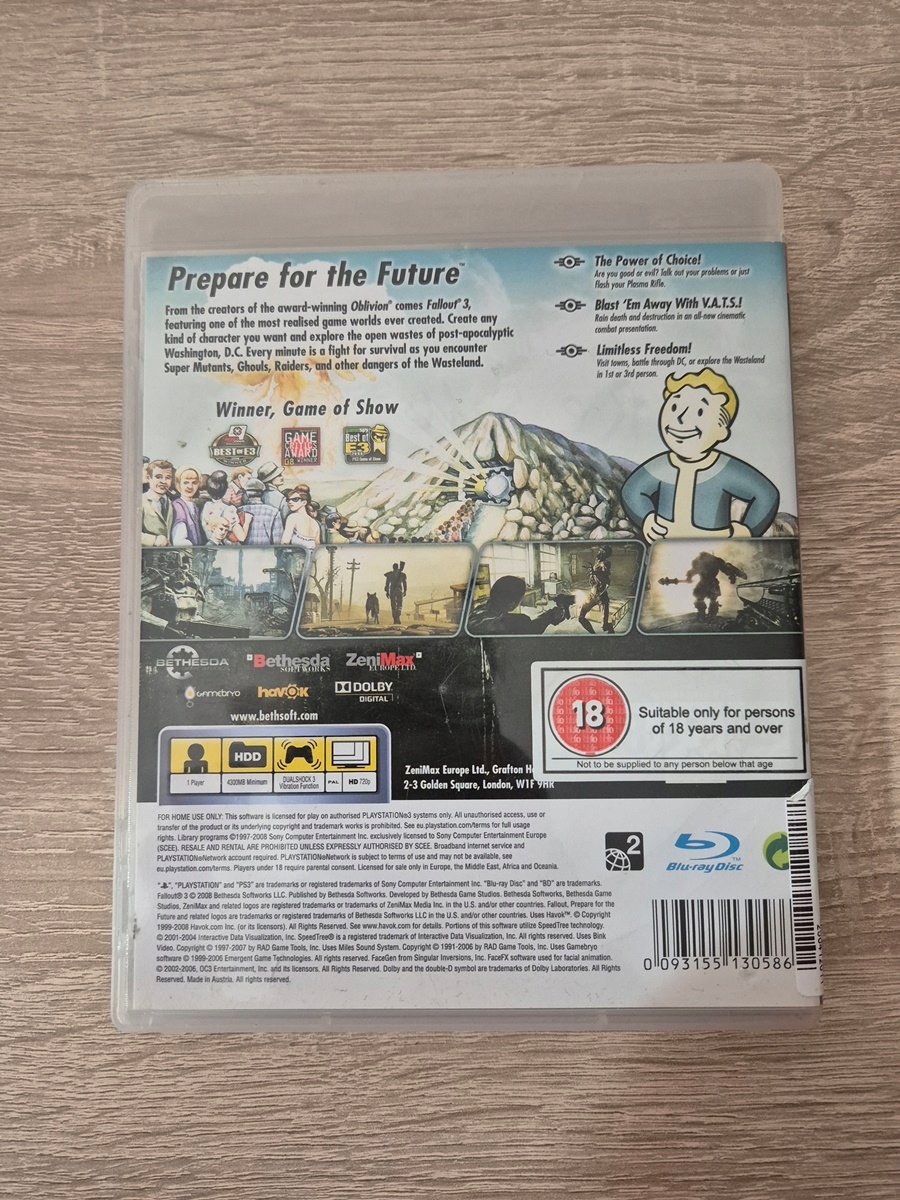 Prepare for the Future™
From the creators of the award-winning Oblivion® comes Fallout® 3,
featuring one of the most realised game worlds ever created. Create any
kind of character you want and explore the open wastes of post-apocalyptic
Washington, D.C. Every minute is a fight for survival as you encounter
Super Mutants, Ghouls, Raiders, and other dangers of the Wasteland.
Winner, Game of Show
BEST OF E3
GAME
CRITICS
AWARD
08 WINNER
Best of
E3
The Power of Choice!
Are you good or evil? Talk out your problems or just
flash your Plasma Rifle.
Blast 'Em Away With V.A.T.S.!
Rain death and destruction in an all-new cinematic
combat presentation.
Limitless Freedom!
Visit towns, battle through DC, or explore the Wasteland
in 1st or 3rd person.
BETHESDA
Bethesda
SOFTWORKS
ZeniMax
EUROPE LTD.
Gamebryo
havok
DOLBY
DIGITAL
www.bethsoft.com
HDD
1 Player
4300MB Minimum
DUALSHOCK 3
Vibration Function
PAL
HD 720p
18
Suitable only for persons
of 18 years and over
Not to be supplied to any person below that age
ZeniMax Europe Ltd., Grafton
2-3 Golden Square, London, W1F 9HR
FOR HOME USE ONLY: This software is licensed for play on authorised PLAYSTATION®3 systems only. All unauthorised access, use or
transfer of the product or its underlying copyright and trademark works is prohibited. See eu.playstation.com/terms for full usage
rights. Library programs ©1997-2008 Sony Computer Entertainment Inc. exclusively licensed to Sony Computer Entertainment Europe
(SCEE). RESALE AND RENTAL ARE PROHIBITED UNLESS EXPRESSLY AUTHORISED BY SCEE. Broadband internet service and
PLAYSTATION®Network account required. PLAYSTATION®Network is subject to terms of use and may not be available, see
eu.playstation.com/terms. Players under 18 require parental consent. Licensed for sale only in Europe, the Middle East, Africa and Oceania.
2
Blu-ray Disc™
", "PLAYSTATION" and "PS3" are trademarks or registered trademarks of Sony Computer Entertainment Inc. "Blu-ray Disc" and "BD" are trademarks.
Fallout® 3 © 2008 Bethesda Softworks LLC. Published by Bethesda Softworks. Developed by Bethesda Game Studios. Bethesda Softworks, Bethesda Game
Studios, ZeniMax and related logos are registered trademarks or trademarks of ZeniMax Media Inc. in the U.S. and/or other countries. Fallout, Prepare for the
Future and related logos are trademarks or registered trademarks of Bethesda Softworks LLC in the U.S. and/or other countries. Uses Havok™. © Copyright
1999-2008 Havok.com Inc. (or its licensors). All Rights Reserved. See www.havok.com for details. Portions of this software utilize SpeedTree technology.
© 2001-2004 Interactive Data Visualization, Inc. SpeedTree® is a registered trademark of Interactive Data Visualization, Inc. All rights reserved. Uses Bink
Video. Copyright © 1997-2007 by RAD Game Tools, Inc. Uses Miles Sound System. Copyright © 1991-2006 by RAD Game Tools, Inc. Uses Gamebryo
software © 1999-2006 Emergent Game Technologies. All rights reserved. FaceGen from Singular Inversions, Inc. FaceFX software used for facial animation.
© 2002-2006, OC3 Entertainment, Inc. and its licensors. All Rights Reserved. Dolby and the double-D symbol are trademarks of Dolby Laboratories. All Rights
Reserved. Made in Austria. All rights reserved.
0 093155 130586